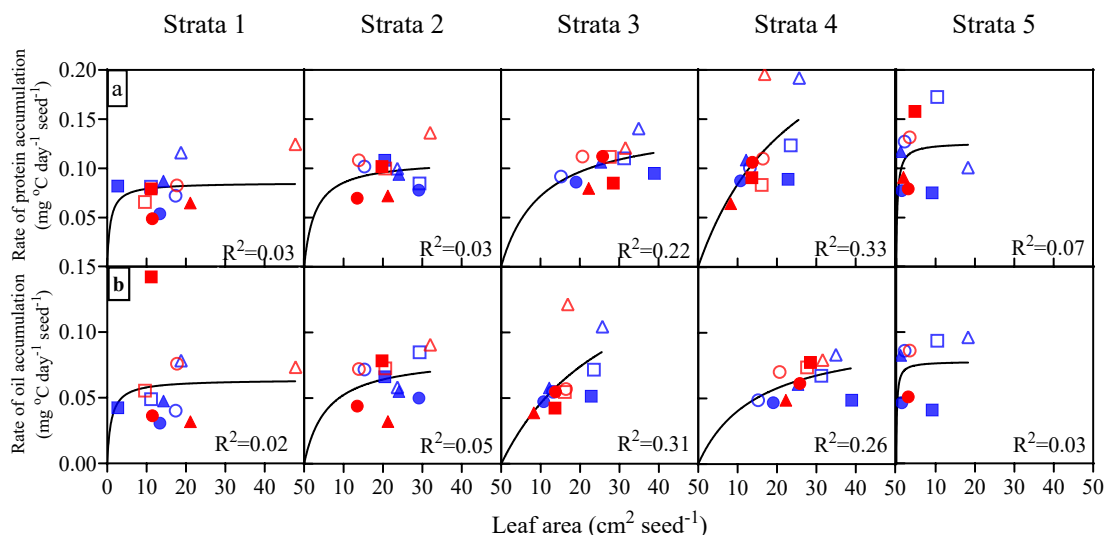 Strata 1 Strata 2 Strata 3 Strata 4 Strata 5
Rate of protein accumulation
(mg °C day⁻¹ seed⁻¹)
0.20
0.15
0.10
0.05
0.15
a
R²=0.03 R²=0.03 R²=0.22 R²=0.33 R²=0.07
Rate of oil accumulation
(mg °C day⁻¹ seed⁻¹)
0.10
0.05
0.00
b
R²=0.02 R²=0.05 R²=0.31 R²=0.26 R²=0.03
0 10 20 30 40 50 10 20 30 40 50 10 20 30 40 50 10 20 30 40 50 10 20 30 40 50
Leaf area (cm² seed⁻¹)